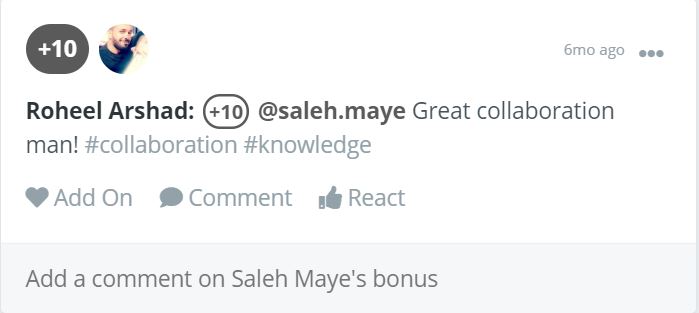 +10
6mo ago
Roheel Arshad: +10 @saleh.maye Great collaboration
man! #collaboration #knowledge
Add On Comment React
Add a comment on Saleh Maye's bonus